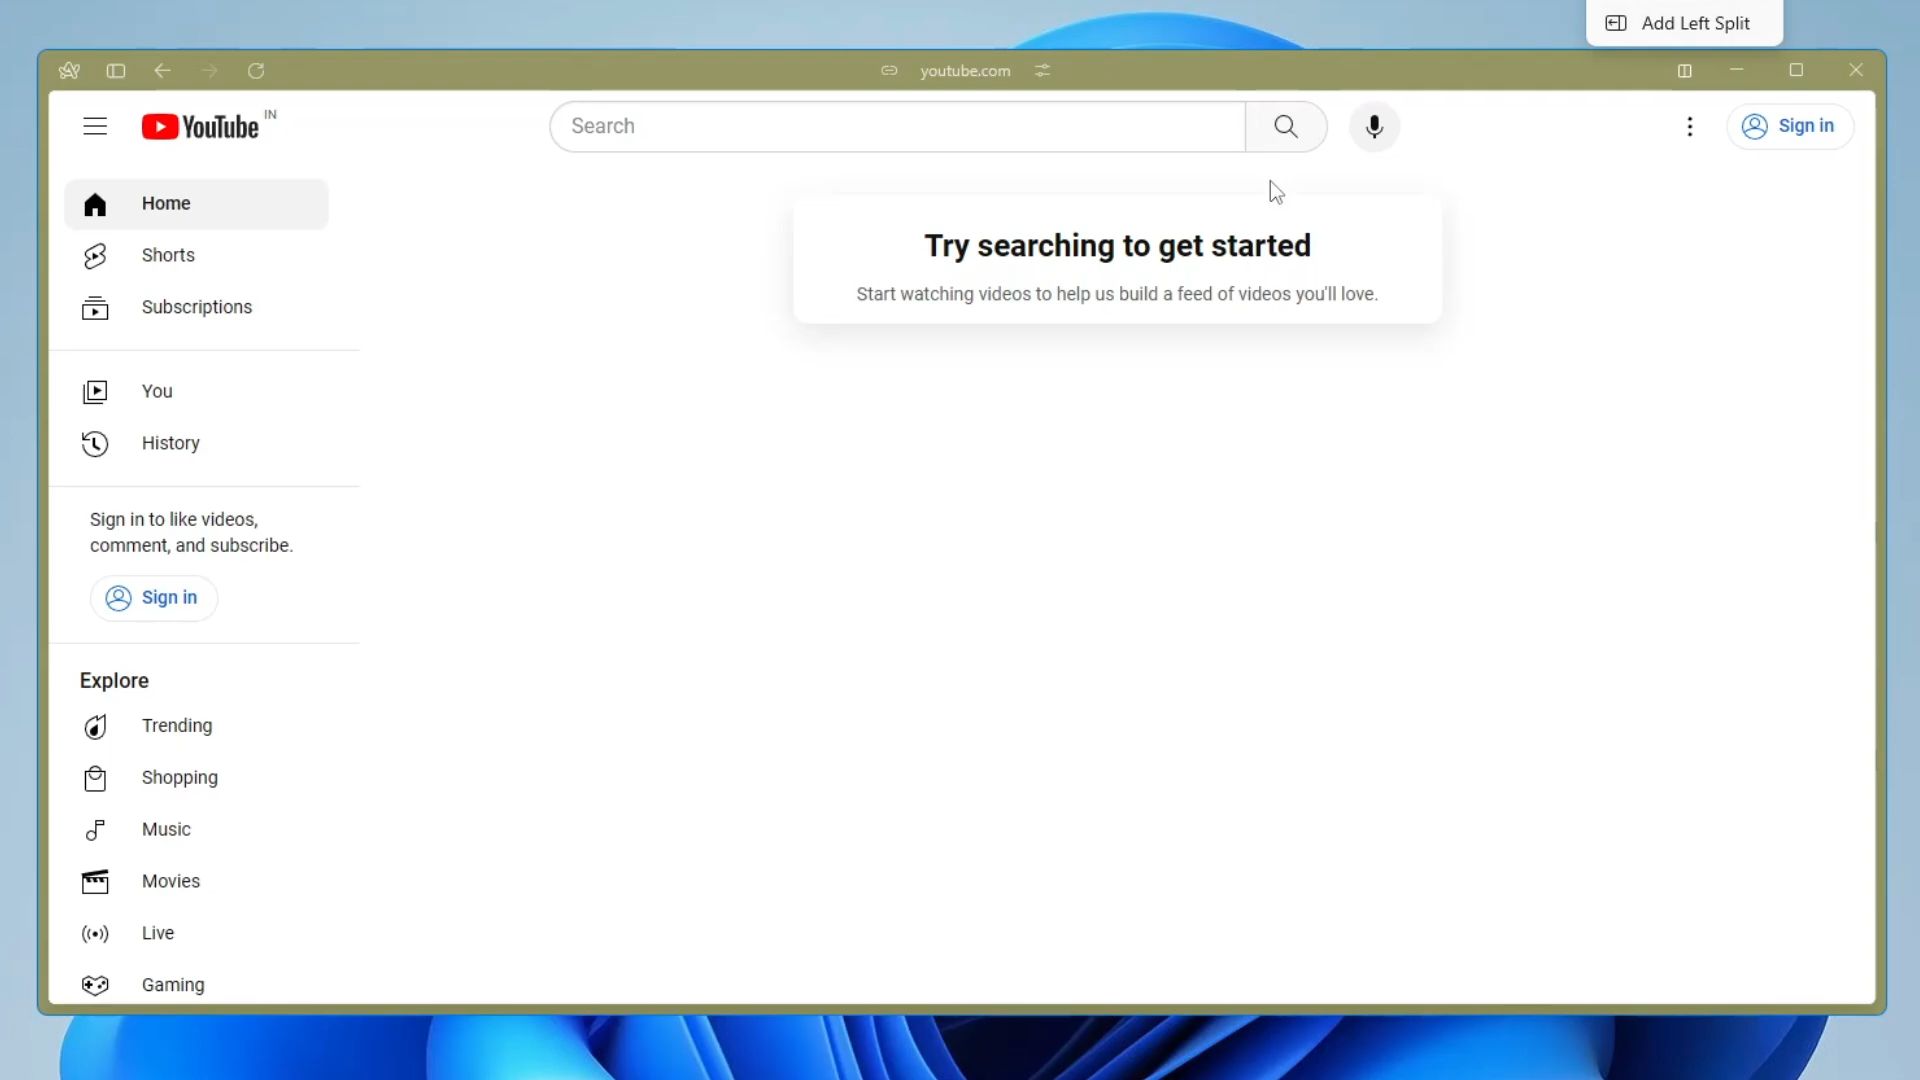 Add Left Split
youtube.com
YouTube IN
Search
Sign in
Home
Shorts
Subscriptions
You
History
Sign in to like videos,
comment, and subscribe.
Sign in
Explore
Trending
Shopping
Music
Movies
Live
Gaming
Try searching to get started
Start watching videos to help us build a feed of videos you'll love.